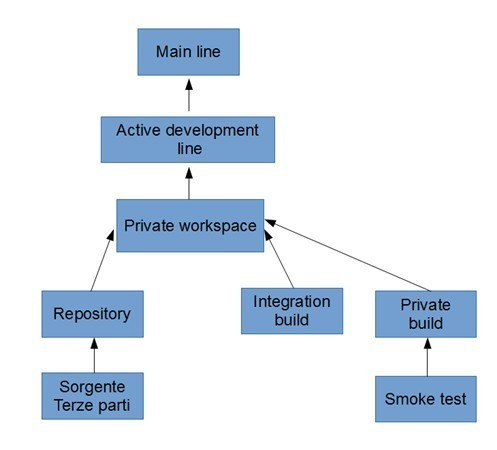 Main line
Active development
line
Private workspace
Repository
Integration
build
Private
build
Sorgente
Terze parti
Smoke test